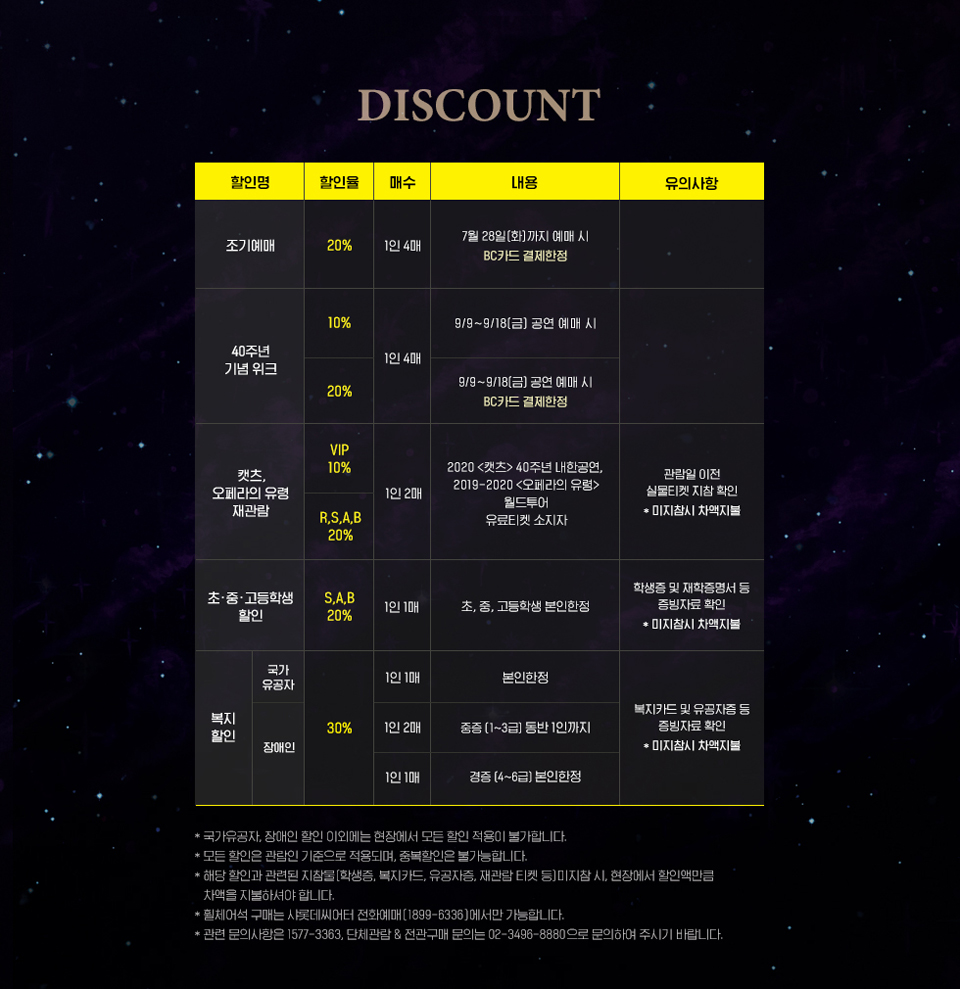 DISCOUNT
할인명 할인율 매수 내용 유의사항
조기예매 20% 1인 4매
7월 28일(화)까지 예매 시
BC카드 결제한정
40주년
기념 위크
10%
1인 4매
9/9~9/18(금) 공연 예매 시
20%
9/9~9/18(금) 공연 예매 시
BC카드 결제한정
캣츠,
오페라의 유령
재관람
VIP
10%
R,S,A,B
20%
1인 2매
2020 <캣츠> 40주년 내한공연,
2019-2020 <오페라의 유령>
월드투어
유료티켓 소지자
관람일 이전
실물티켓 지참 확인
* 미지참시 차액지불
초·중·고등학생
할인
S,A,B
20%
1인 1매
초, 중, 고등학생 본인한정
학생증 및 재학증명서 등
증빙자료 확인
* 미지참시 차액지불
복지
할인
국가
유공자
장애인
30%
1인 1매
본인한정
1인 2매
중증 (1~3급) 동반 1인까지
1인 1매
경증 (4~6급) 본인한정
복지카드 및 유공자증 등
증빙자료 확인
* 미지참시 차액지불
* 국가유공자, 장애인 할인 이외에는 현장에서 모든 할인 적용이 불가합니다.
* 모든 할인은 관람인 기준으로 적용되며, 중복할인은 불가능합니다.
* 해당 할인과 관련된 지참물(학생증, 복지카드, 유공자증, 재관람 티켓 등)미지참 시, 현장에서 할인액만큼
차액을 지불하셔야 합니다.
* 휠체어석 구매는 샤롯데씨어터 전화예매(1899-6336)에서만 가능합니다.
* 관련 문의사항은 1577-3363, 단체관람 & 전관구매 문의는 02-3496-8880으로 문의하여 주시기 바랍니다.